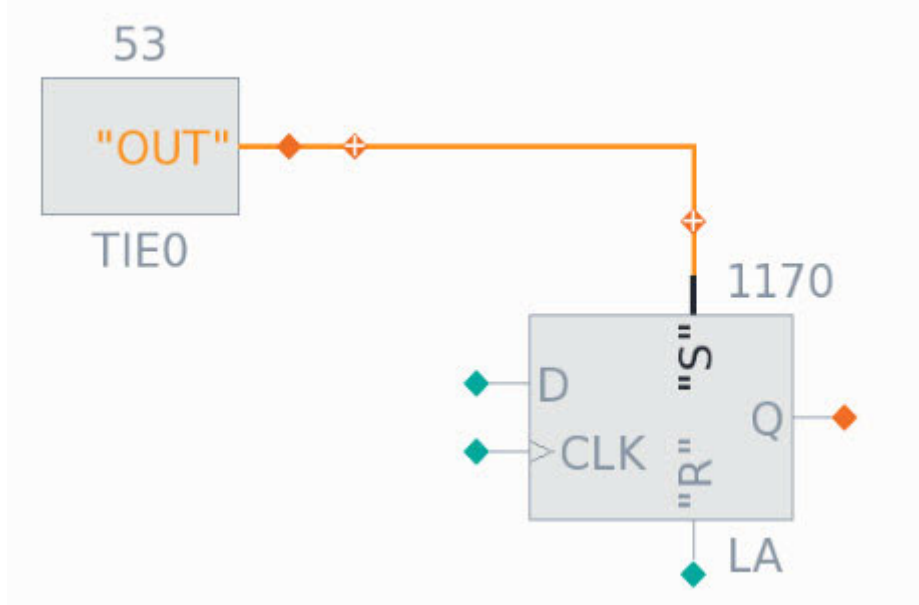 53
"OUT"
TIE0
1170
"S"
D
Q
CLK
"R"
LA